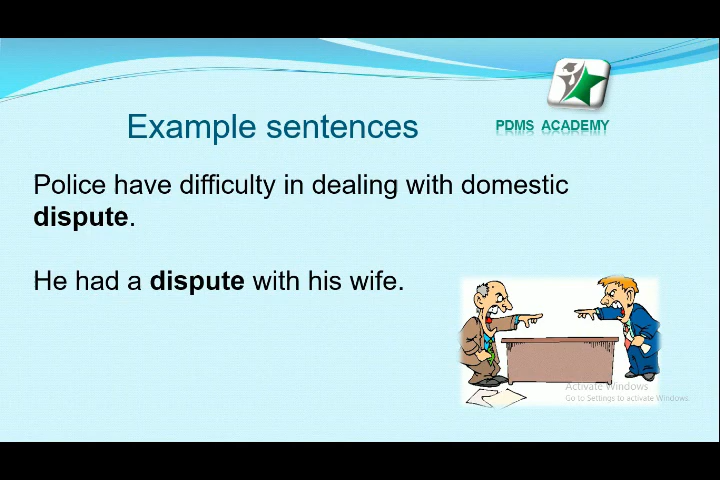 Example sentences
PDMS ACADEMY
Police have difficulty in dealing with domestic
dispute.
He had a dispute with his wife.
Activate Windows
Go to Settings to activate Windows.